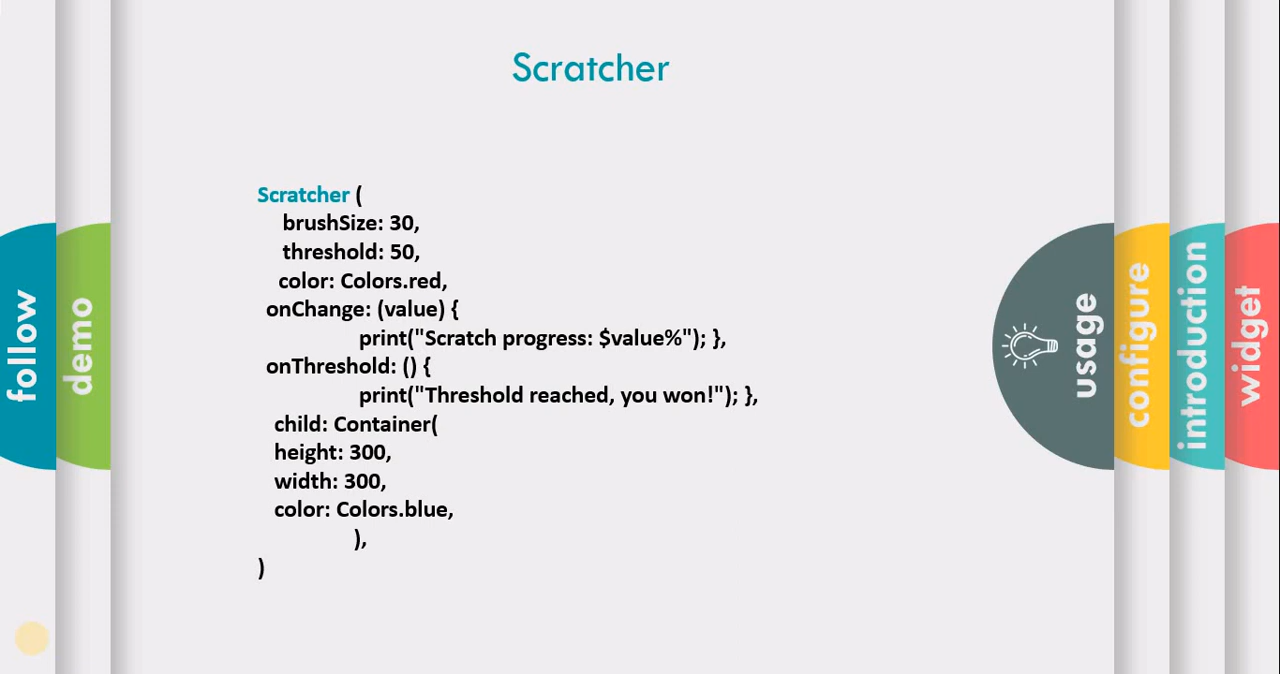 Scratcher
Scratcher (
brushSize: 30,
threshold: 50,
color: Colors.red,
onChange: (value) {
print("Scratch progress: $value%"); },
onThreshold: () {
print("Threshold reached, you won!"); },
child: Container(
height: 300,
width: 300,
color: Colors.blue,
),
)
follow
demo
usage
configure
introduction
widget